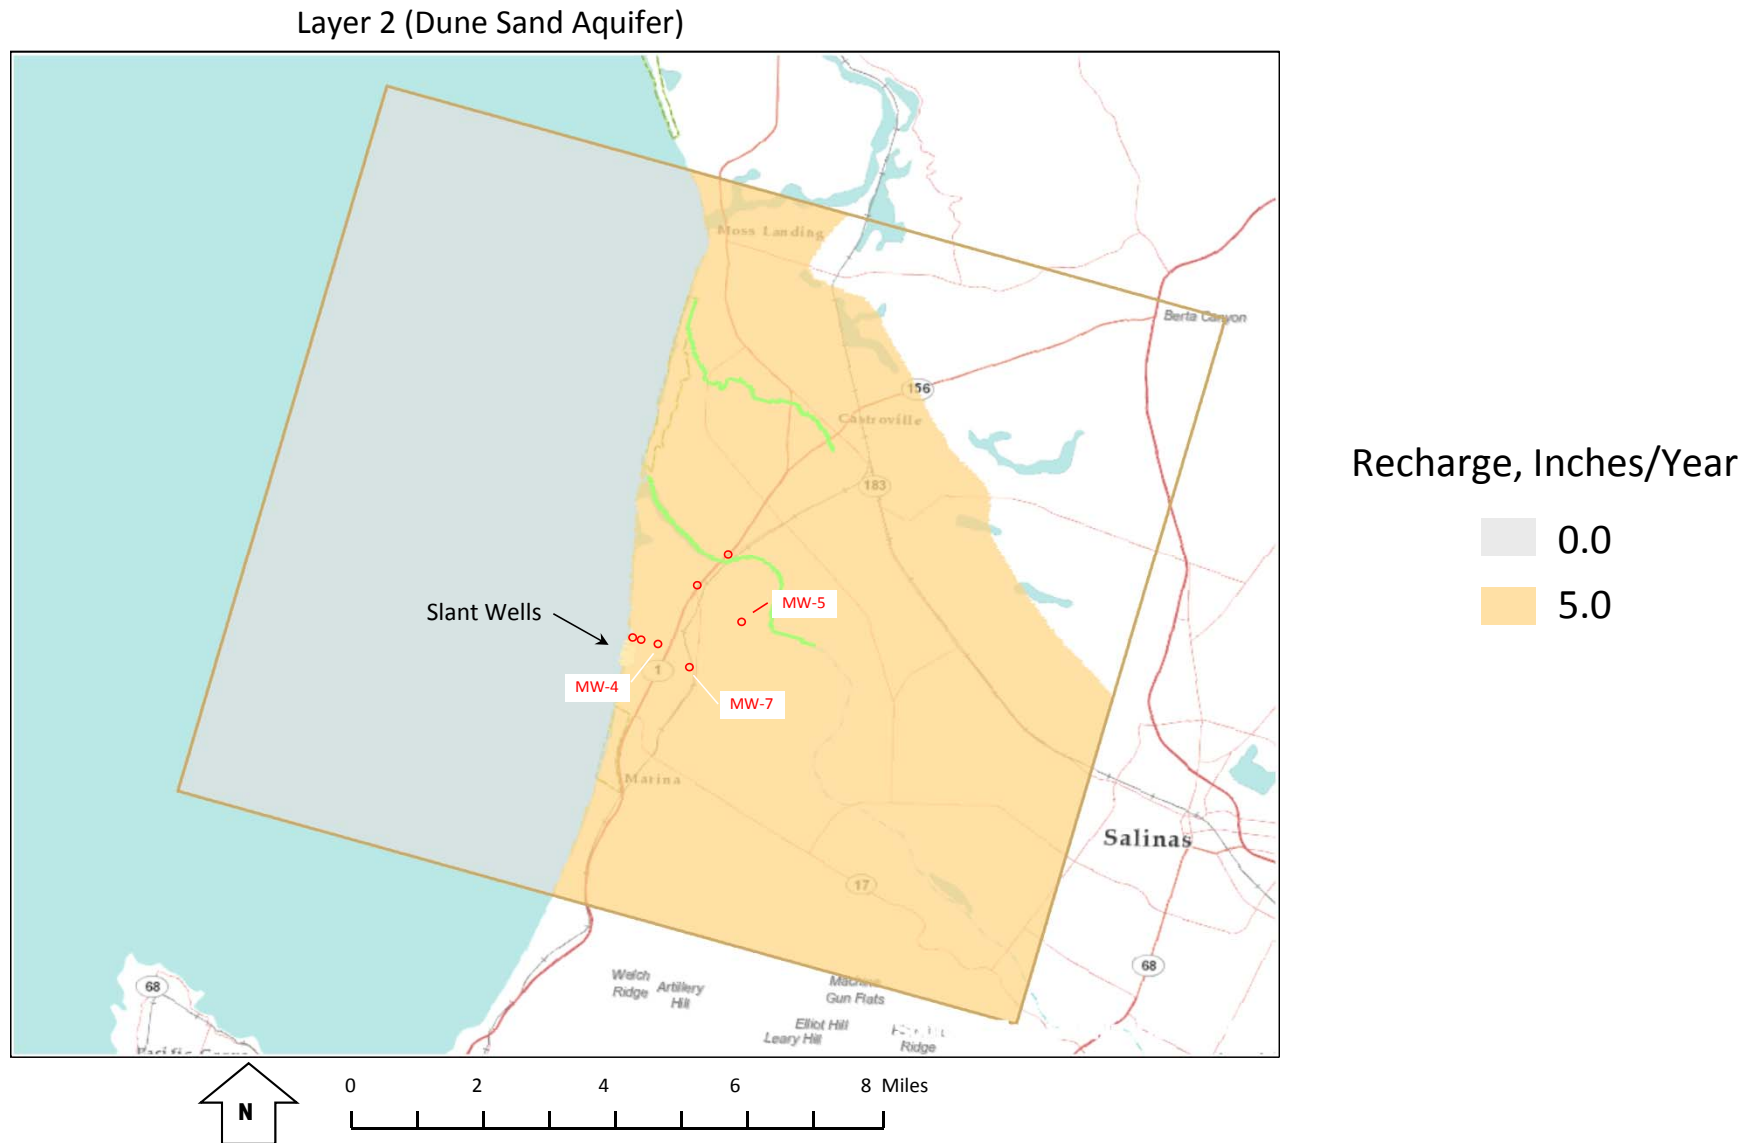 Layer 2 (Dune Sand Aquifer)
Moss Landing
Berta Canyon
156
Castroville
183
Recharge, Inches/Year
0.0
5.0
Slant Wells
MW-5
MW-4
1
MW-7
Marina
Salinas
17
68
68
Welch
Ridge
Artillery
Hill
Gun Flats
Elliot Hill
Leary Hill
Ridge
N
0 2 4 6 8 Miles